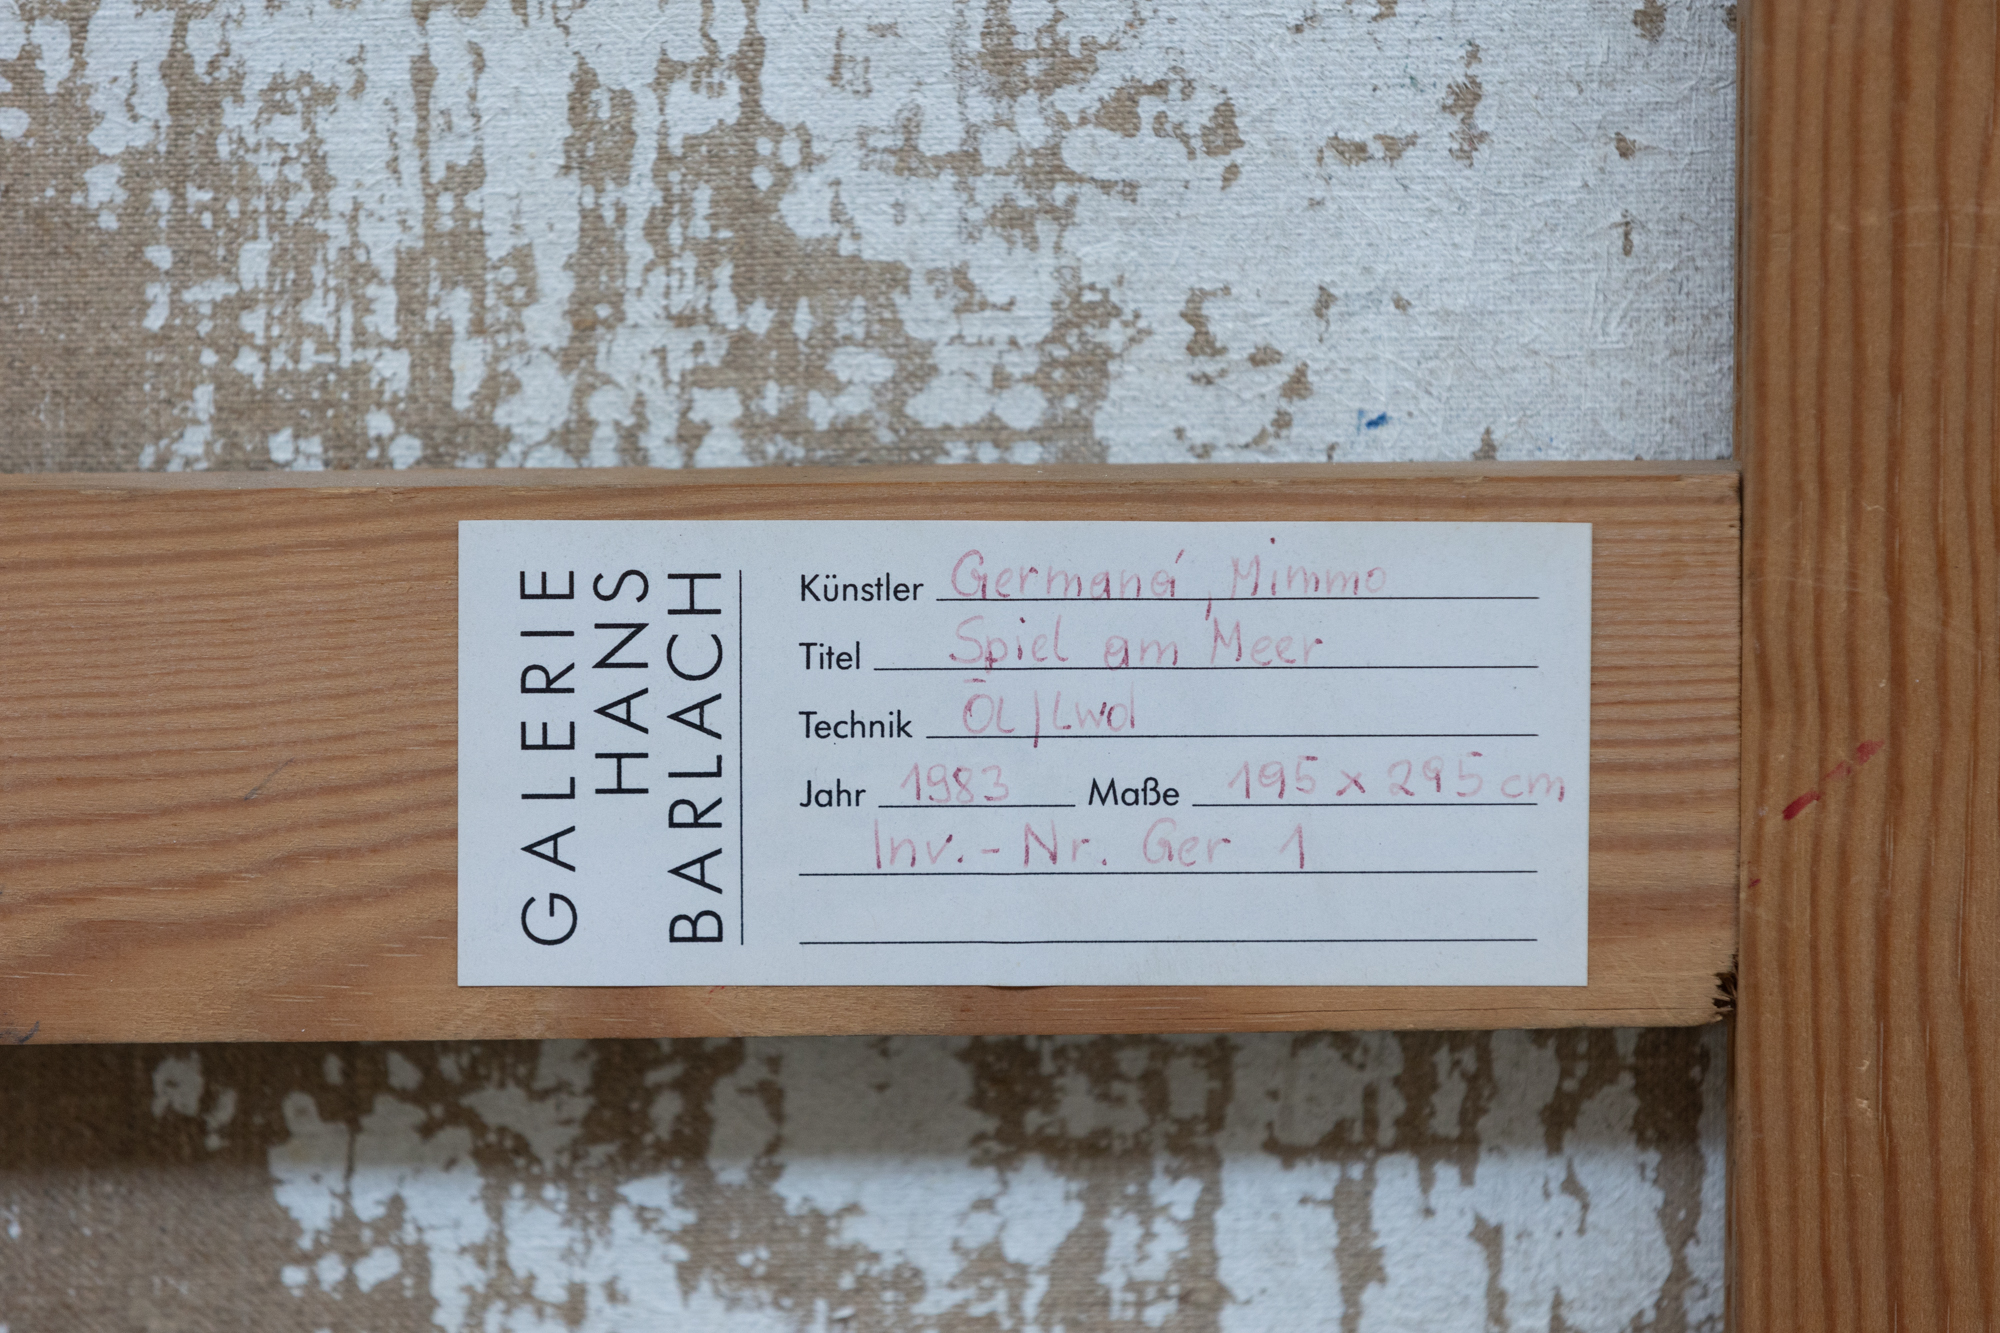 GALERIE
HANS
BARLACH
Künstler Germaná, Mimmo
Titel Spiel am Meer
Technik ÖL/Lwd
Jahr 1983 Maße 195 x 295 cm
Inv.-Nr. Ger 1